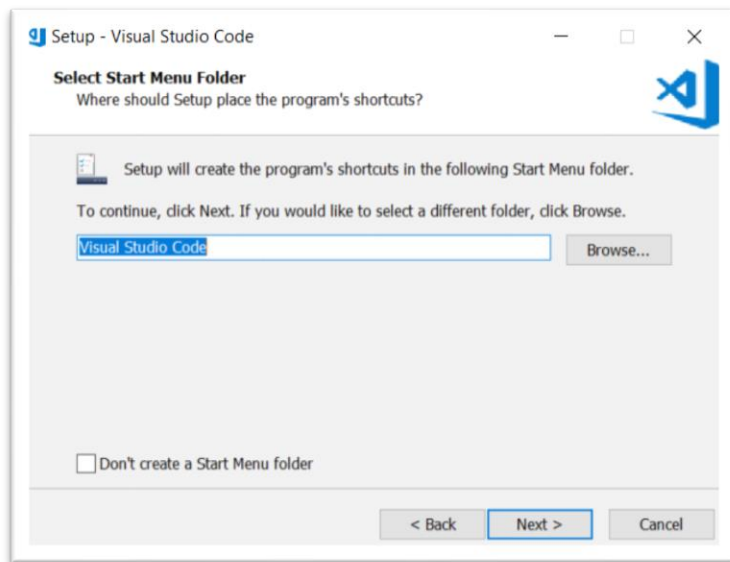 Setup - Visual Studio Code
Select Start Menu Folder
Where should Setup place the program's shortcuts?
Setup will create the program's shortcuts in the following Start Menu folder.
To continue, click Next. If you would like to select a different folder, click Browse.
Visual Studio Code
Browse...
Don't create a Start Menu folder
< Back
Next >
Cancel